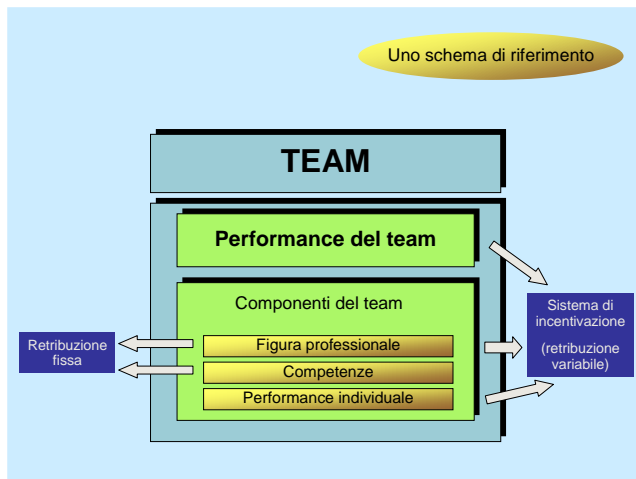 Uno schema di riferimento
TEAM
Performance del team
Componenti del team
Figura professionale
Competenze
Performance individuale
Retribuzione
fissa
Sistema di
incentivazione
(retribuzione
variabile)